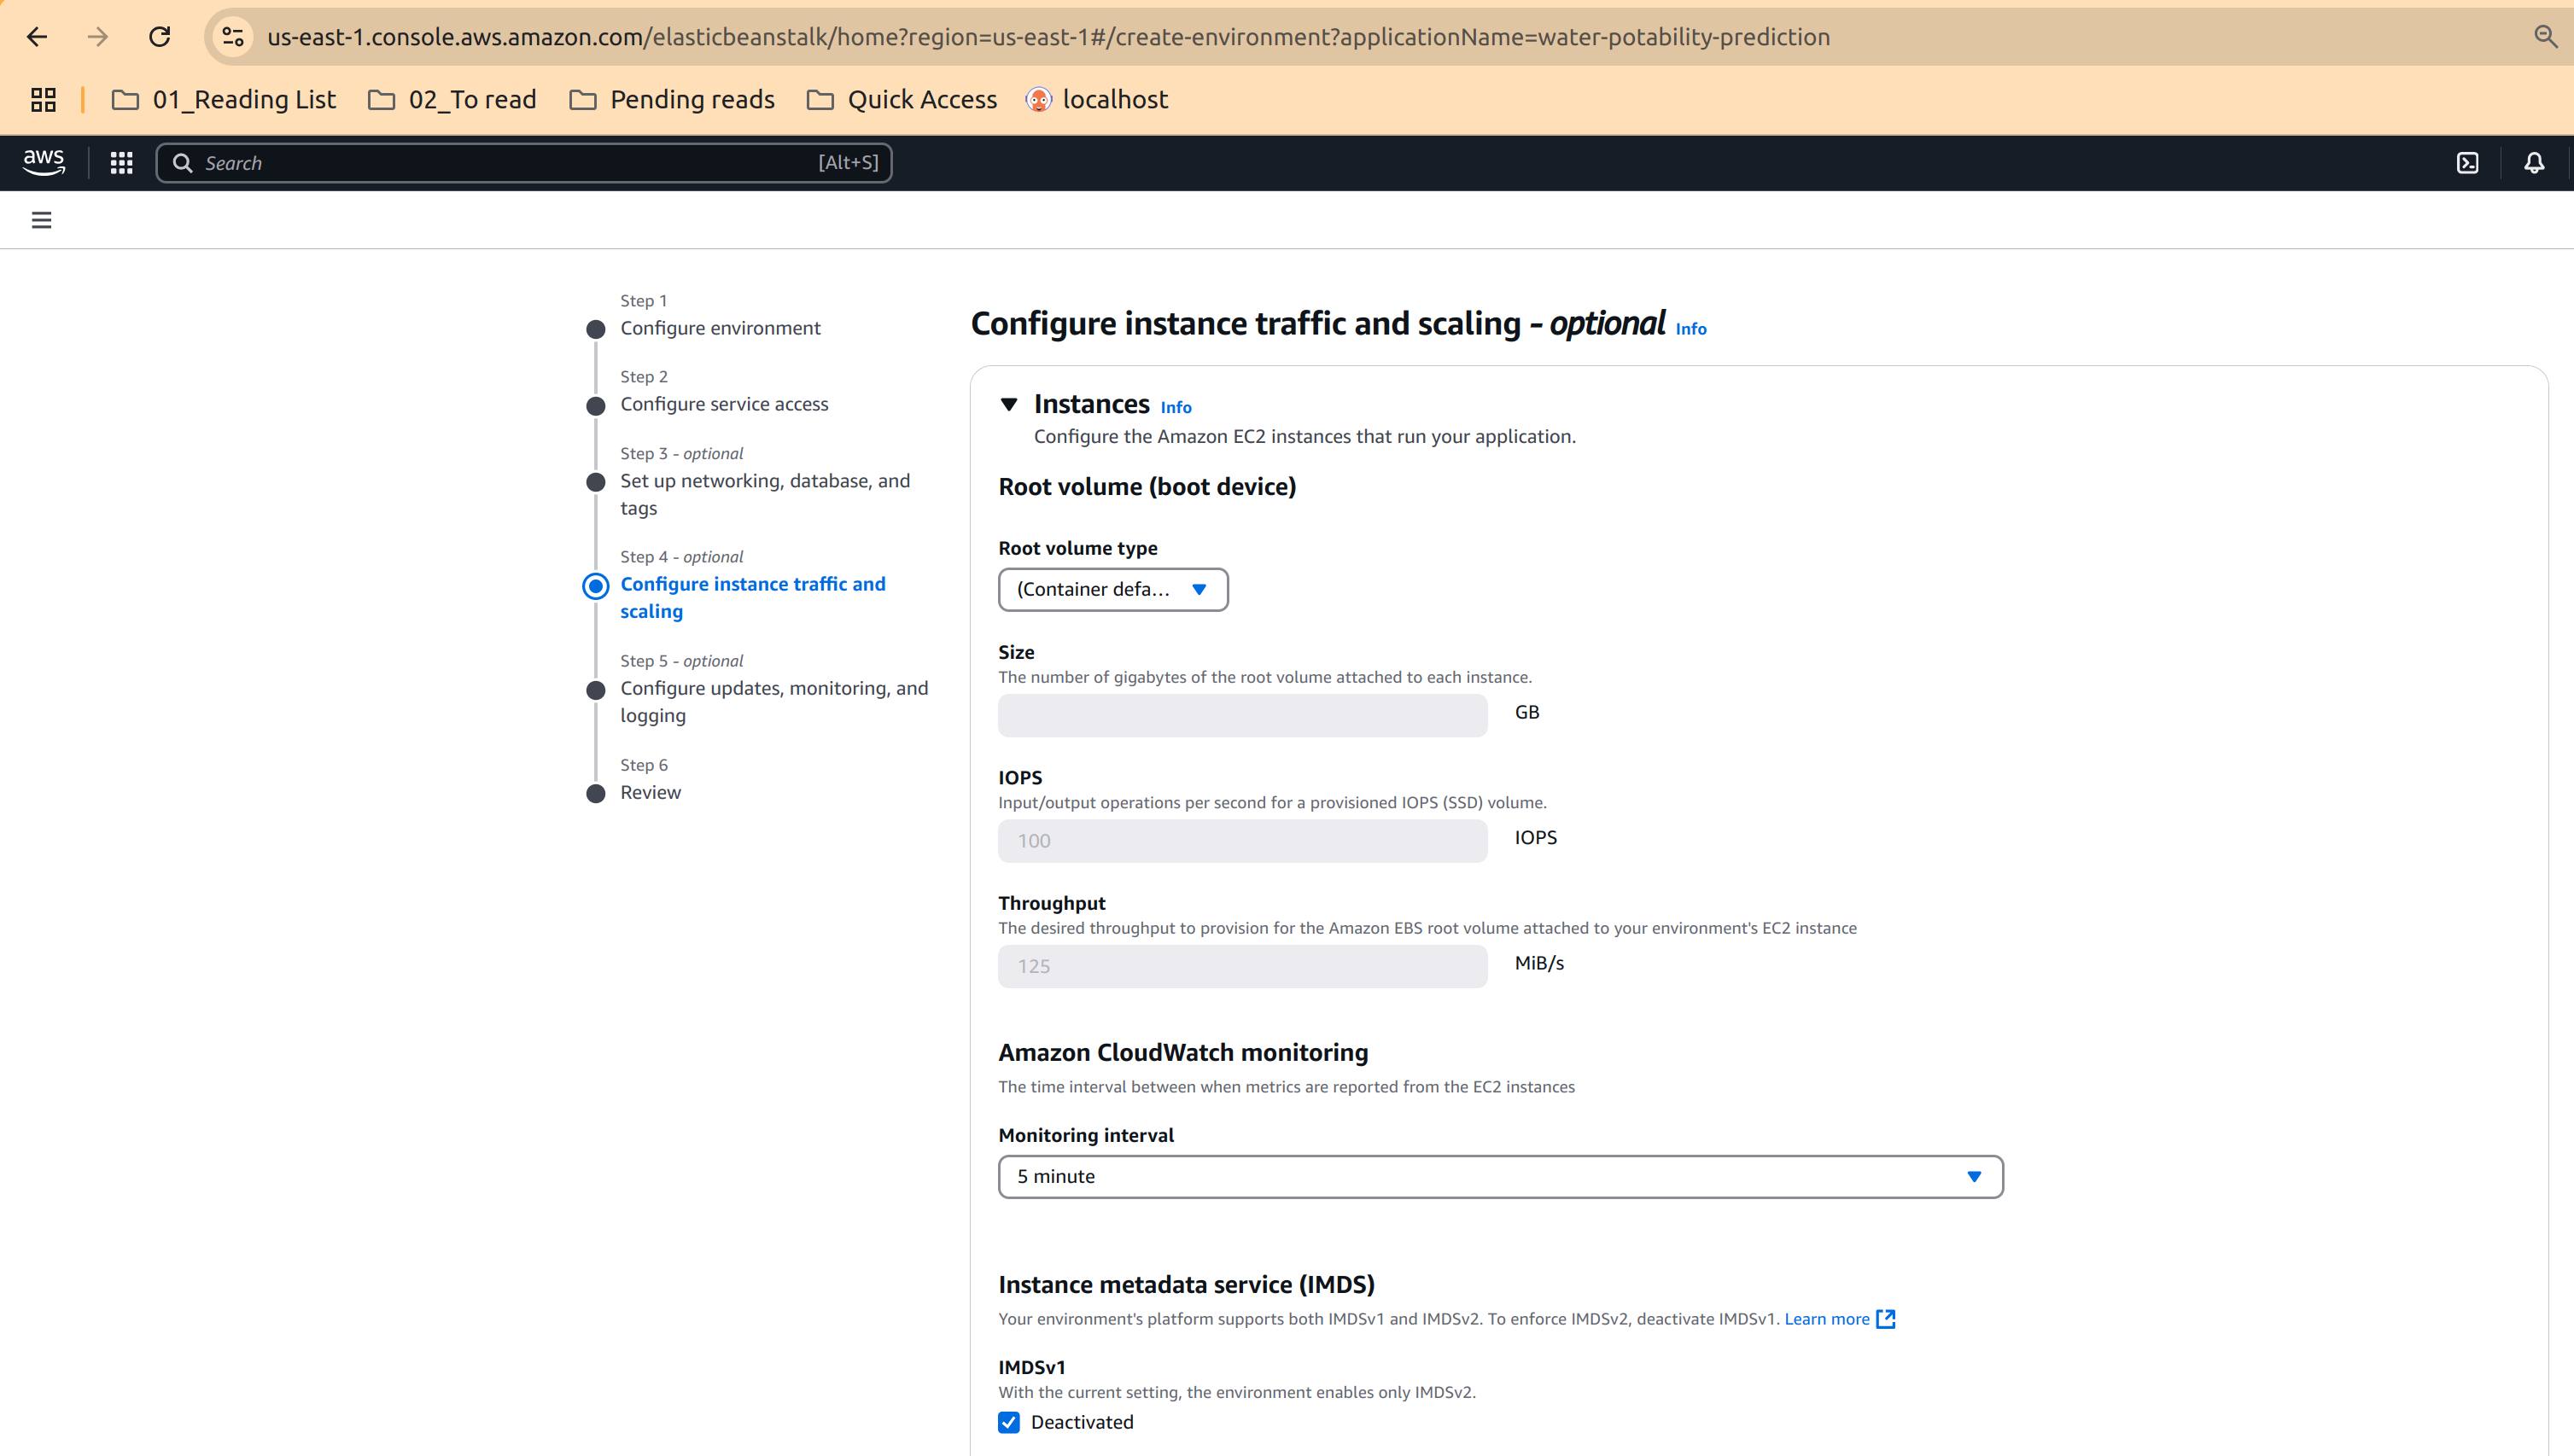 us-east-1.console.aws.amazon.com/elasticbeanstalk/home?region=us-east-1#/create-environment?applicationName=water-potability-prediction
01_Reading List
02_To read
Pending reads
Quick Access
localhost
aws
Search
[Alt+S]
Step 1
Configure environment
Step 2
Configure service access
Step 3 - optional
Set up networking, database, and
tags
Step 4 - optional
Configure instance traffic and
scaling
Step 5 - optional
Configure updates, monitoring, and
logging
Step 6
Review
Configure instance traffic and scaling - optional Info
Instances Info
Configure the Amazon EC2 instances that run your application.
Root volume (boot device)
Root volume type
(Container defa...
Size
The number of gigabytes of the root volume attached to each instance.
GB
IOPS
Input/output operations per second for a provisioned IOPS (SSD) volume.
100
IOPS
Throughput
The desired throughput to provision for the Amazon EBS root volume attached to your environment's EC2 instance
125
MiB/s
Amazon CloudWatch monitoring
The time interval between when metrics are reported from the EC2 instances
Monitoring interval
5 minute
Instance metadata service (IMDS)
Your environment's platform supports both IMDSv1 and IMDSv2. To enforce IMDSv2, deactivate IMDSv1. Learn more
IMDSv1
With the current setting, the environment enables only IMDSv2.
Deactivated